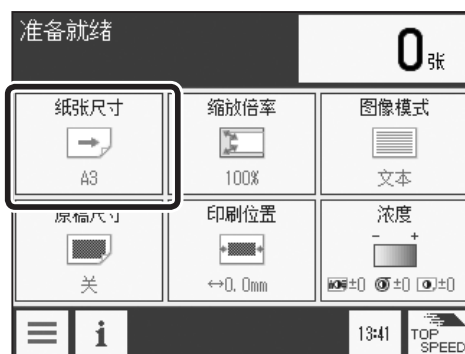 准备就绪
0张
纸张尺寸
缩放倍率
图像模式
A3
100%
文本
原稿尺寸
印刷位置
浓度
- +
关
↔0.0mm
±0 ±0 ±0
i
13:41
TOP
SPEED